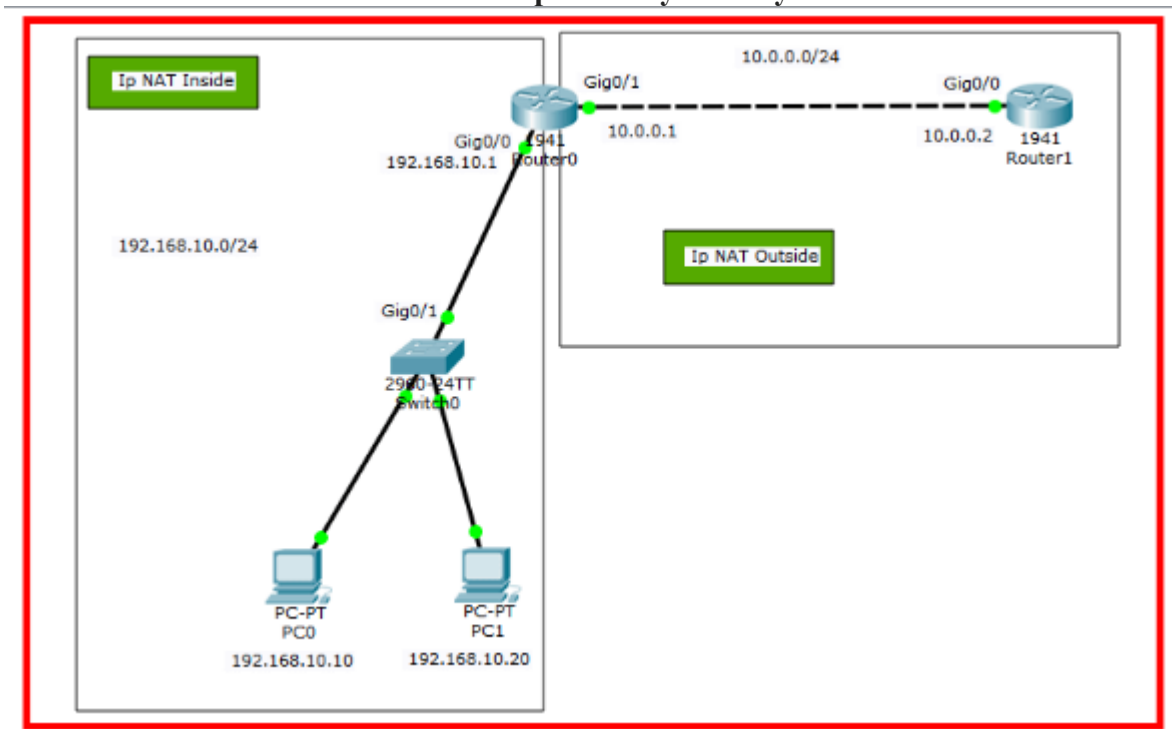 Ip NAT Inside
10.0.0.0/24
Gig0/1
Gig0/0
10.0.0.1
10.0.0.2
1941
Router1
Gig0/0
1941
192.168.10.1
Router0
192.168.10.0/24
Ip NAT Outside
Gig0/1
2960-24TT
Switch0
PC-PT
PC0
192.168.10.10
PC-PT
PC1
192.168.10.20